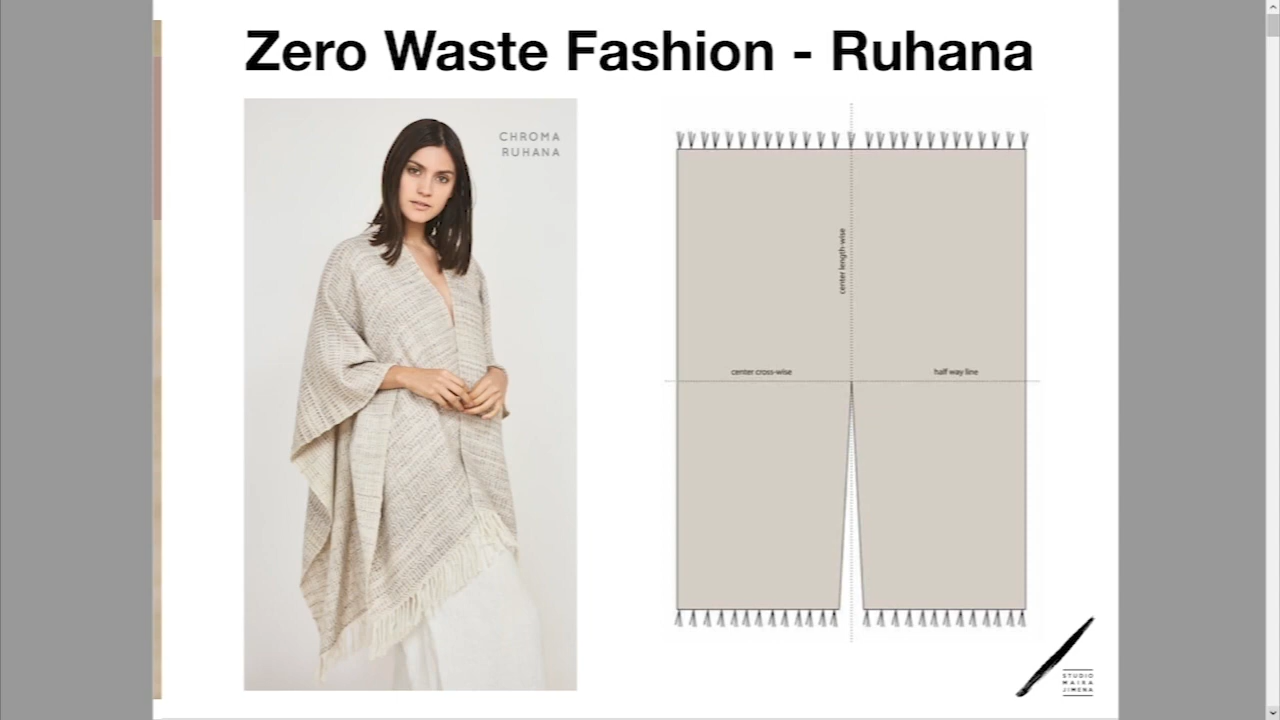 Zero Waste Fashion - Ruhana
CHROMA
RUHANA
center length-wise
center cross-wise
half way line
STUDIO
MAIRA
JIMENA